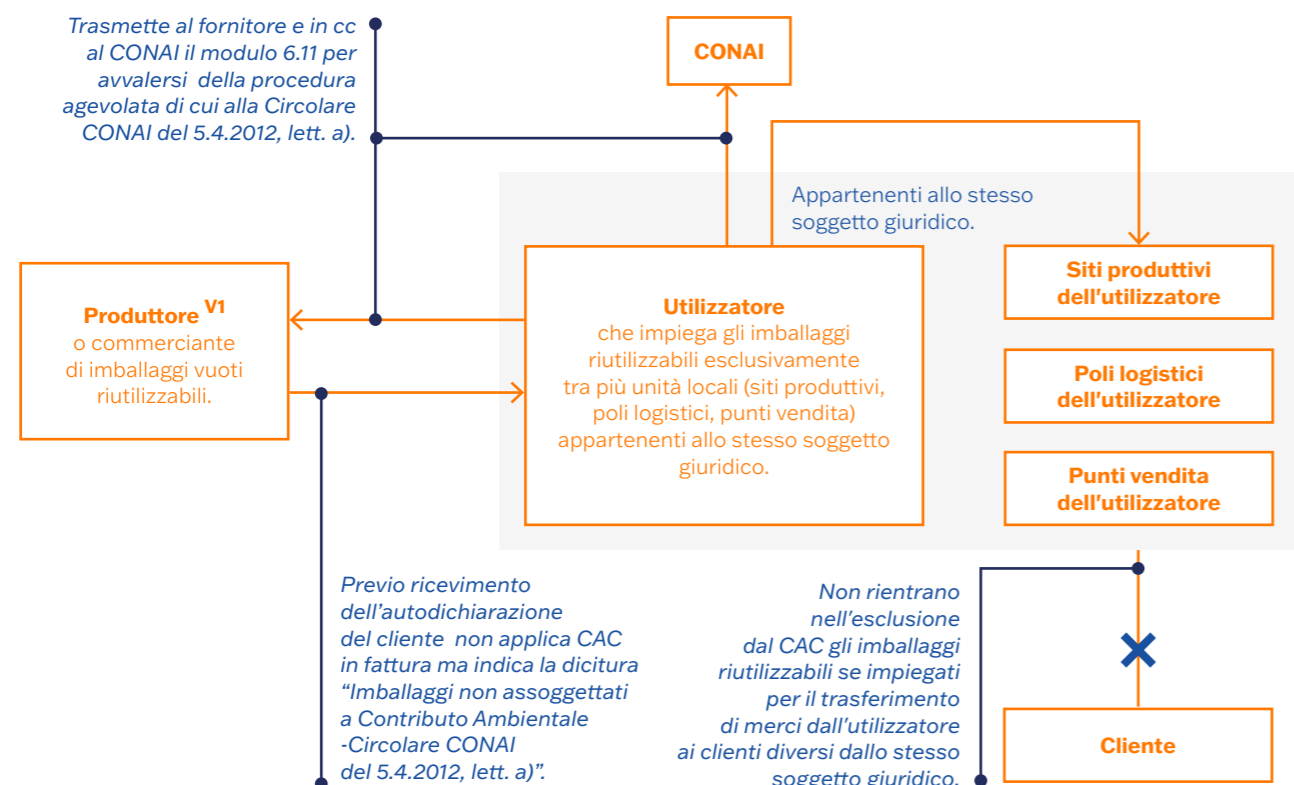 Trasmette al fornitore e in cc
al CONAI il modulo 6.11 per
avvalersi della procedura
agevolata di cui alla Circolare
CONAI del 5.4.2012, lett. a).
CONAI
Appartenenti allo stesso
soggetto giuridico.
Produttore V1
o commerciante
di imballaggi vuoti
riutilizzabili.
Utilizzatore
che impiega gli imballaggi
riutilizzabili esclusivamente
tra più unità locali (siti produttivi,
poli logistici, punti vendita)
appartenenti allo stesso soggetto
giuridico.
Siti produttivi
dell'utilizzatore
Poli logistici
dell'utilizzatore
Punti vendita
dell'utilizzatore
Previo ricevimento
dell'autodichiarazione
del cliente non applica CAC
in fattura ma indica la dicitura
“Imballaggi non assoggettati
a Contributo Ambientale
-Circolare CONAI
del 5.4.2012, lett. a)”.
Non rientrano
nell'esclusione
dal CAC gli imballaggi
riutilizzabili se impiegati
per il trasferimento
di merci dall'utilizzatore
ai clienti diversi dallo stesso
soggetto giuridico.
Cliente